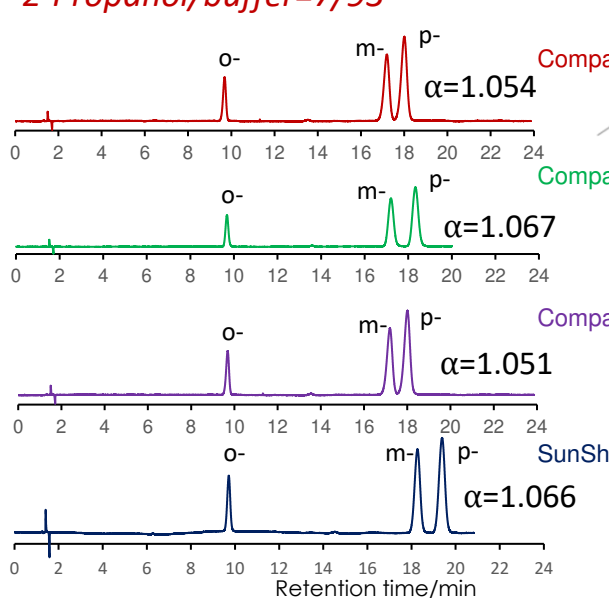 2-Propanol/buffer=7/93
o-
m-
p-
α=1.054
Compa
0 2 4 6 8 10 12 14 16 18 20 22 24
o-
m-
p-
α=1.067
Compa
0 2 4 6 8 10 12 14 16 18 20 22 24
o-
m-
p-
α=1.051
Compa
0 2 4 6 8 10 12 14 16 18 20 22 24
o-
m-
p-
α=1.066
SunSh
0 2 4 6 8 10 12 14 16 18 20 22 24
Retention time/min